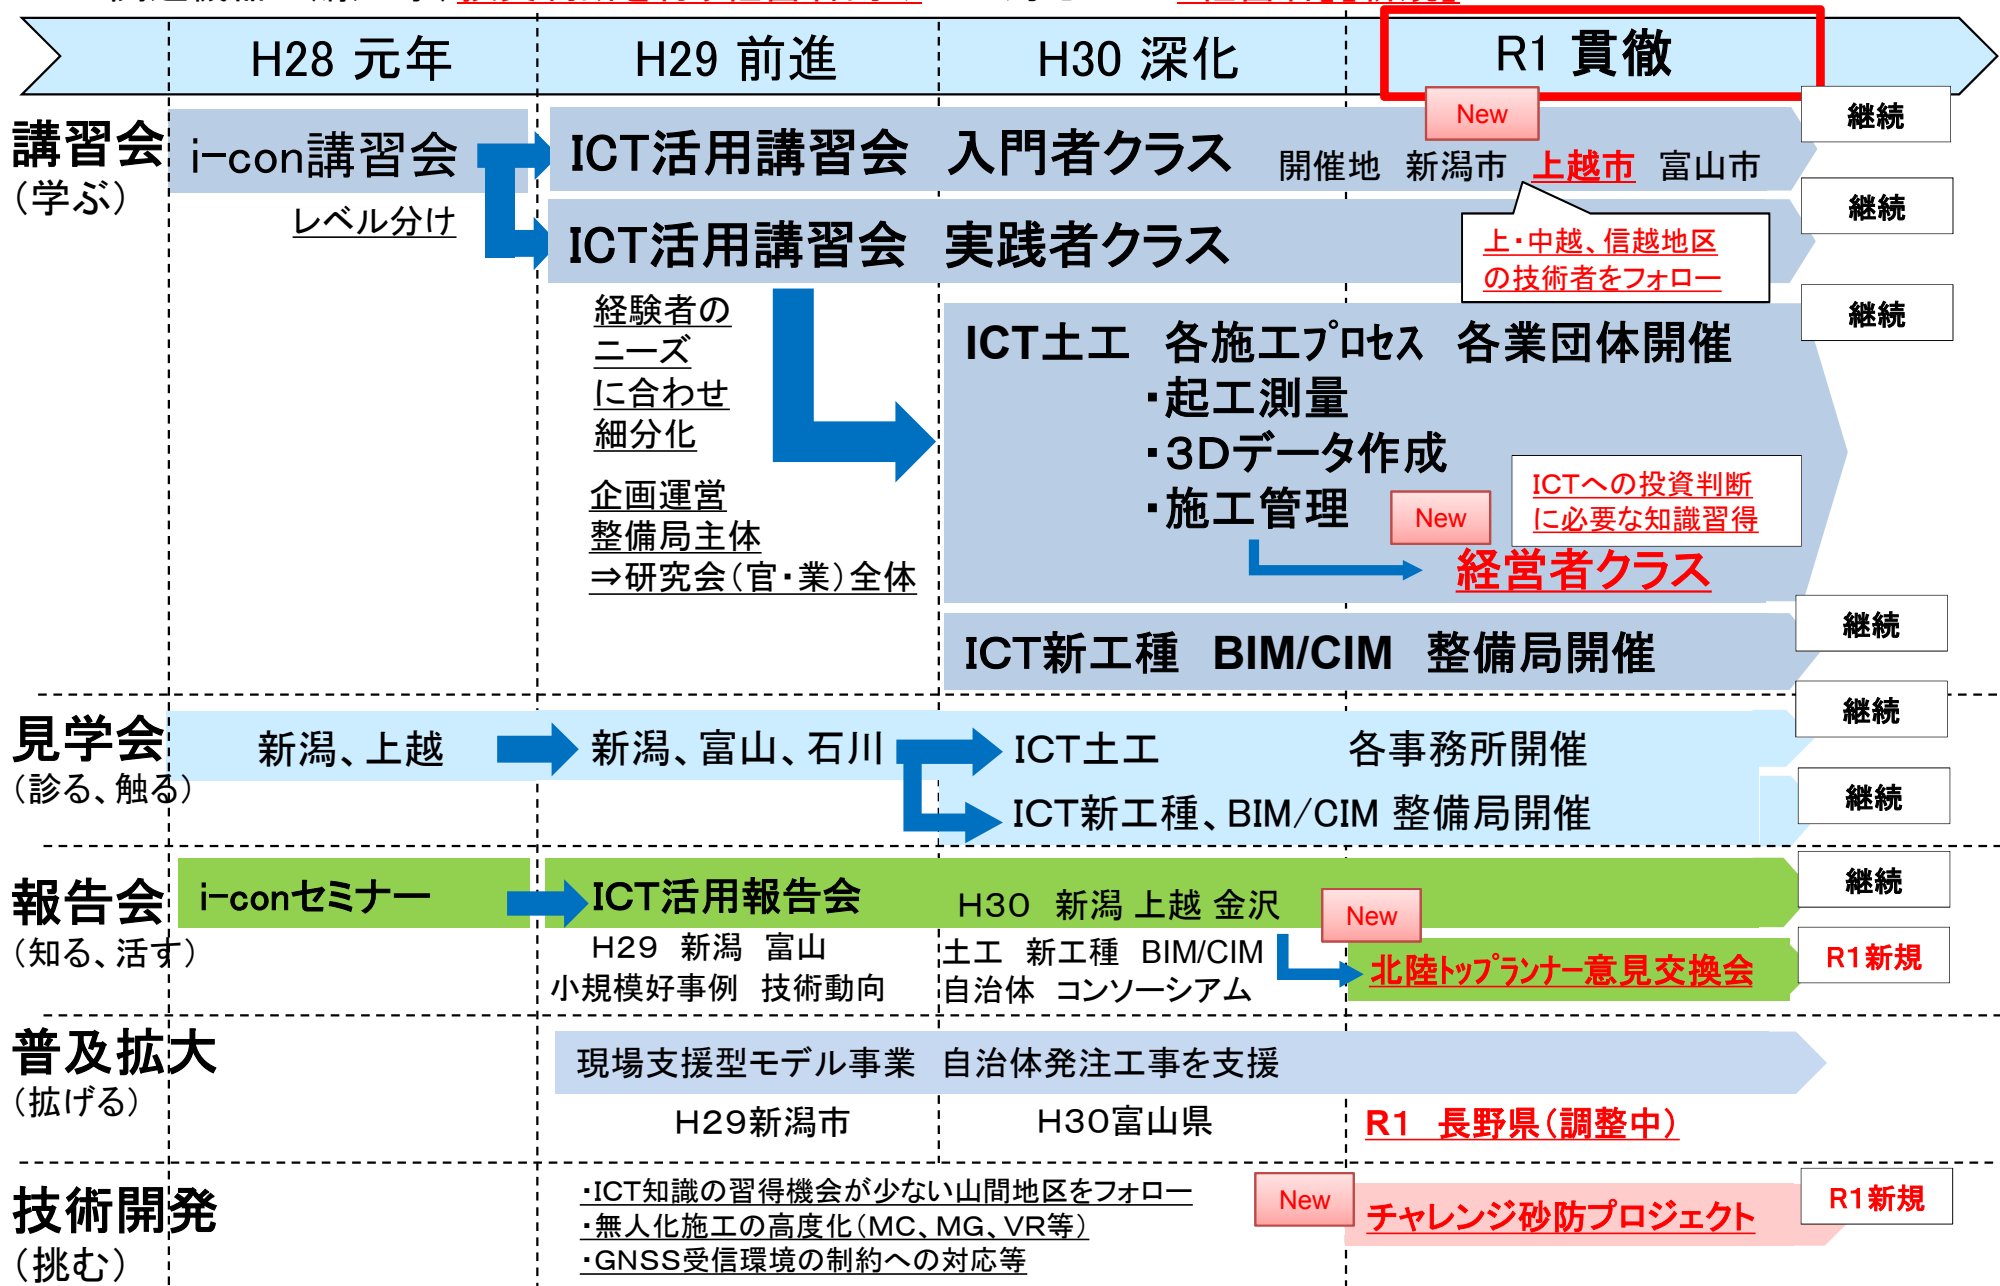 H28 元年
H29 前進
H30 深化
R1 貫徹
講習会
（学ぶ）
i-con講習会
レベル分け
ICT活用講習会　入門者クラス
開催地　新潟市　上越市　富山市
New
継続
ICT活用講習会　実践者クラス
上・中越、信越地区
の技術者をフォロー
継続
経験者の
ニーズ
に合わせ
細分化
企画運営
整備局主体
⇒研究会（官・業）全体
ICT土工　各施工プロセス　各業団体開催
・起工測量
・3Dデータ作成
・施工管理
New
ICTへの投資判断
に必要な知識習得
経営者クラス
継続
ICT新工種　BIM/CIM　整備局開催
継続
見学会
（診る、触る）
新潟、上越
新潟、富山、石川
ICT土工
各事務所開催
継続
ICT新工種、BIM/CIM 整備局開催
継続
報告会
（知る、活す）
i-conセミナー
ICT活用報告会
H30　新潟 上越 金沢
継続
H29　新潟　富山
小規模好事例　技術動向
土工　新工種　BIM/CIM
自治体　コンソーシアム
New
北陸トップランナー意見交換会
R1新規
普及拡大
（拡げる）
現場支援型モデル事業　自治体発注工事を支援
H29新潟市
H30富山県
R1　長野県（調整中）
技術開発
（挑む）
・ICT知識の習得機会が少ない山間地区をフォロー
・無人化施工の高度化（MC、MG、VR等）
・GNSS受信環境の制約への対応等
New
チャレンジ砂防プロジェクト
R1新規